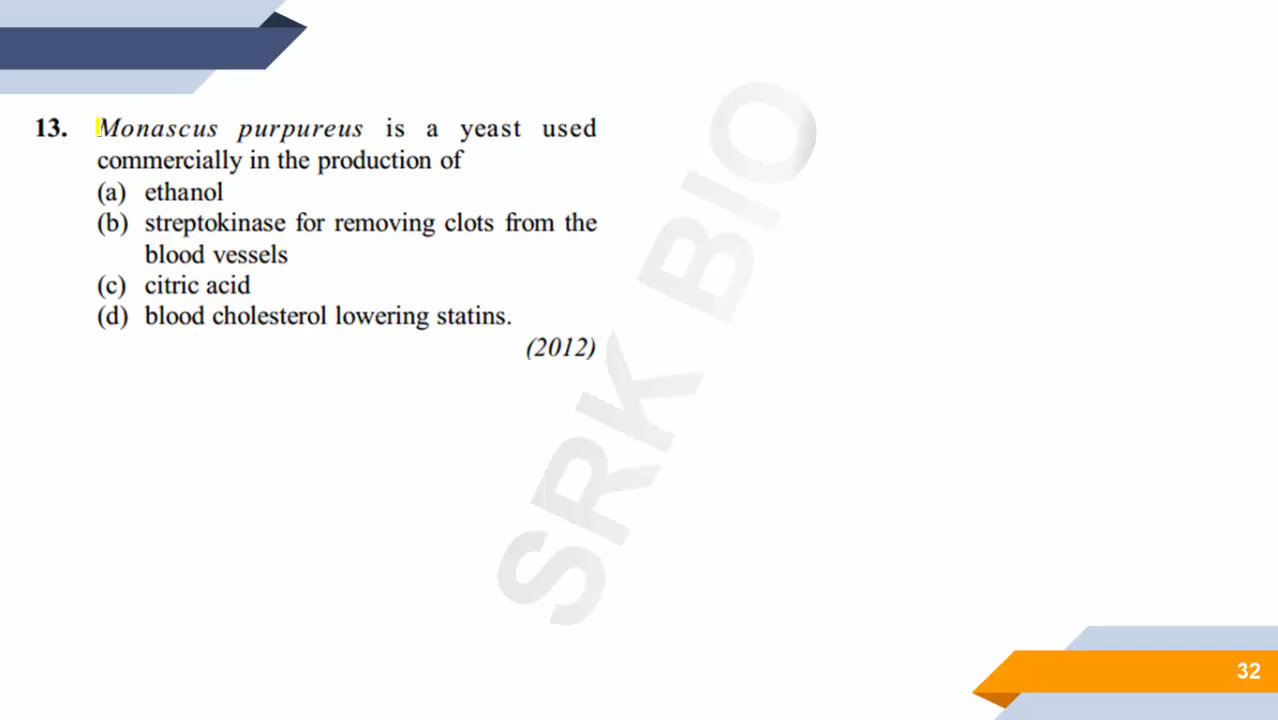 13. Monascus purpureus is a yeast used
commercially in the production of
(a) ethanol
(b) streptokinase for removing clots from the
blood vessels
(c) citric acid
(d) blood cholesterol lowering statins.
(2012)
SRK BIO
32